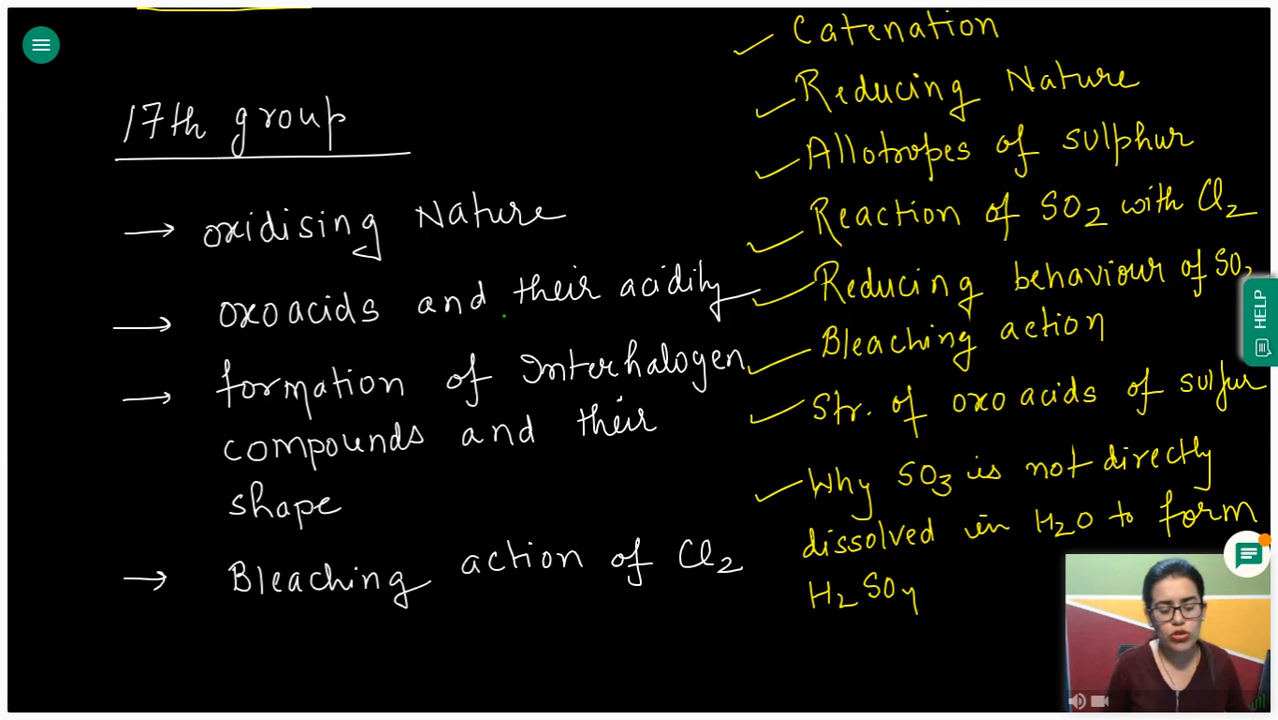 17th group
→ oxidising Nature
→ oxoacids and their acidity
→ formation of Interhalogen
compounds and their
shape
→ Bleaching action of Cl2
Catenation
Reducing Nature
Allotropes of sulphur
Reaction of SO2 with Cl2
Reducing behaviour of SO2
Bleaching action
Str. of oxoacids of sulfur
Why SO3 is not directly
dissolved in H2O to form
H2SO4
HELP